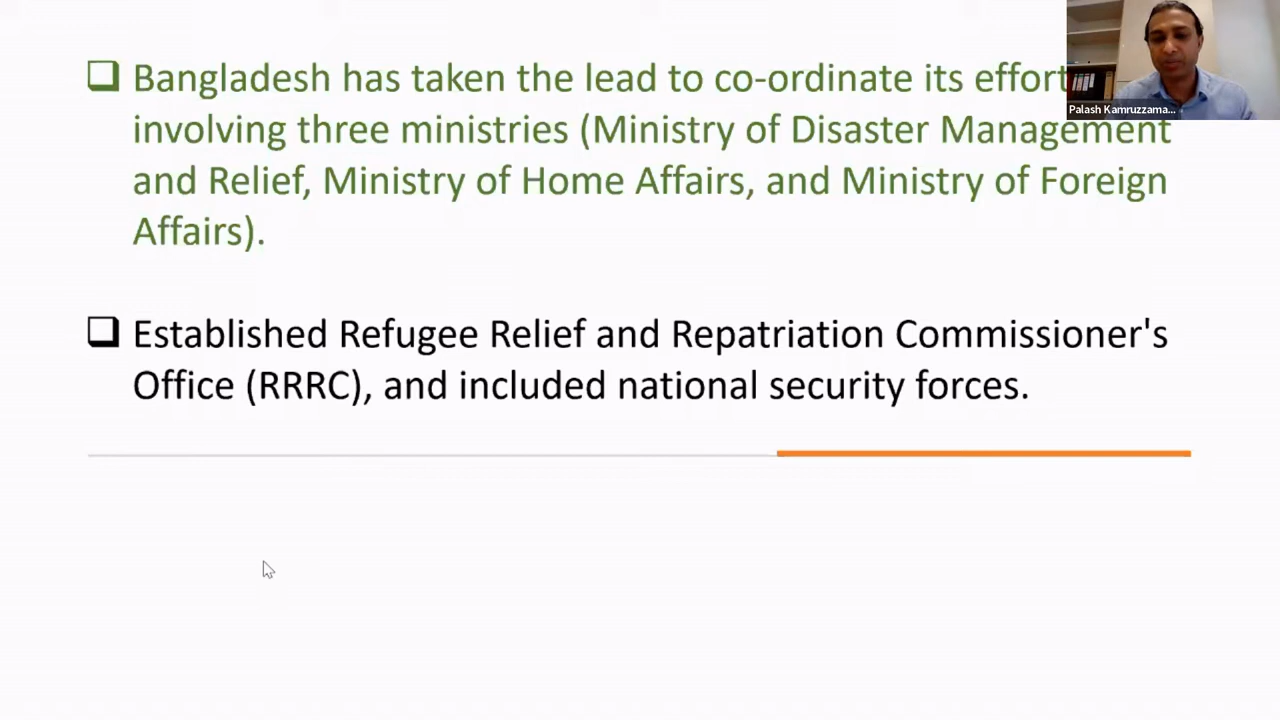 Bangladesh has taken the lead to co-ordinate its effort
involving three ministries (Ministry of Disaster Management
and Relief, Ministry of Home Affairs, and Ministry of Foreign
Affairs).
Established Refugee Relief and Repatriation Commissioner's
Office (RRRC), and included national security forces.
Palash Kamruzzama...